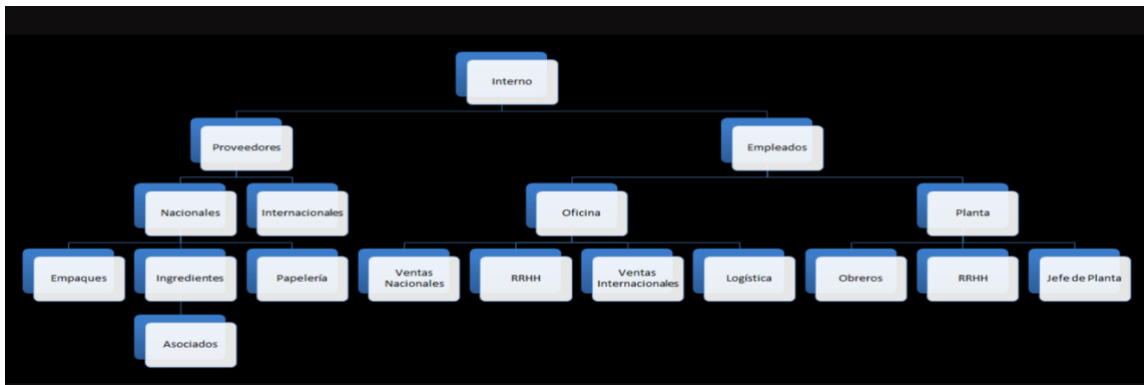 Interno
Proveedores
Empleados
Nacionales
Internacionales
Oficina
Planta
Empaques
Ingredientes
Papelería
Ventas
Nacionales
RRHH
Ventas
Internacionales
Logística
Obreros
RRHH
Jefe de Planta
Asociados